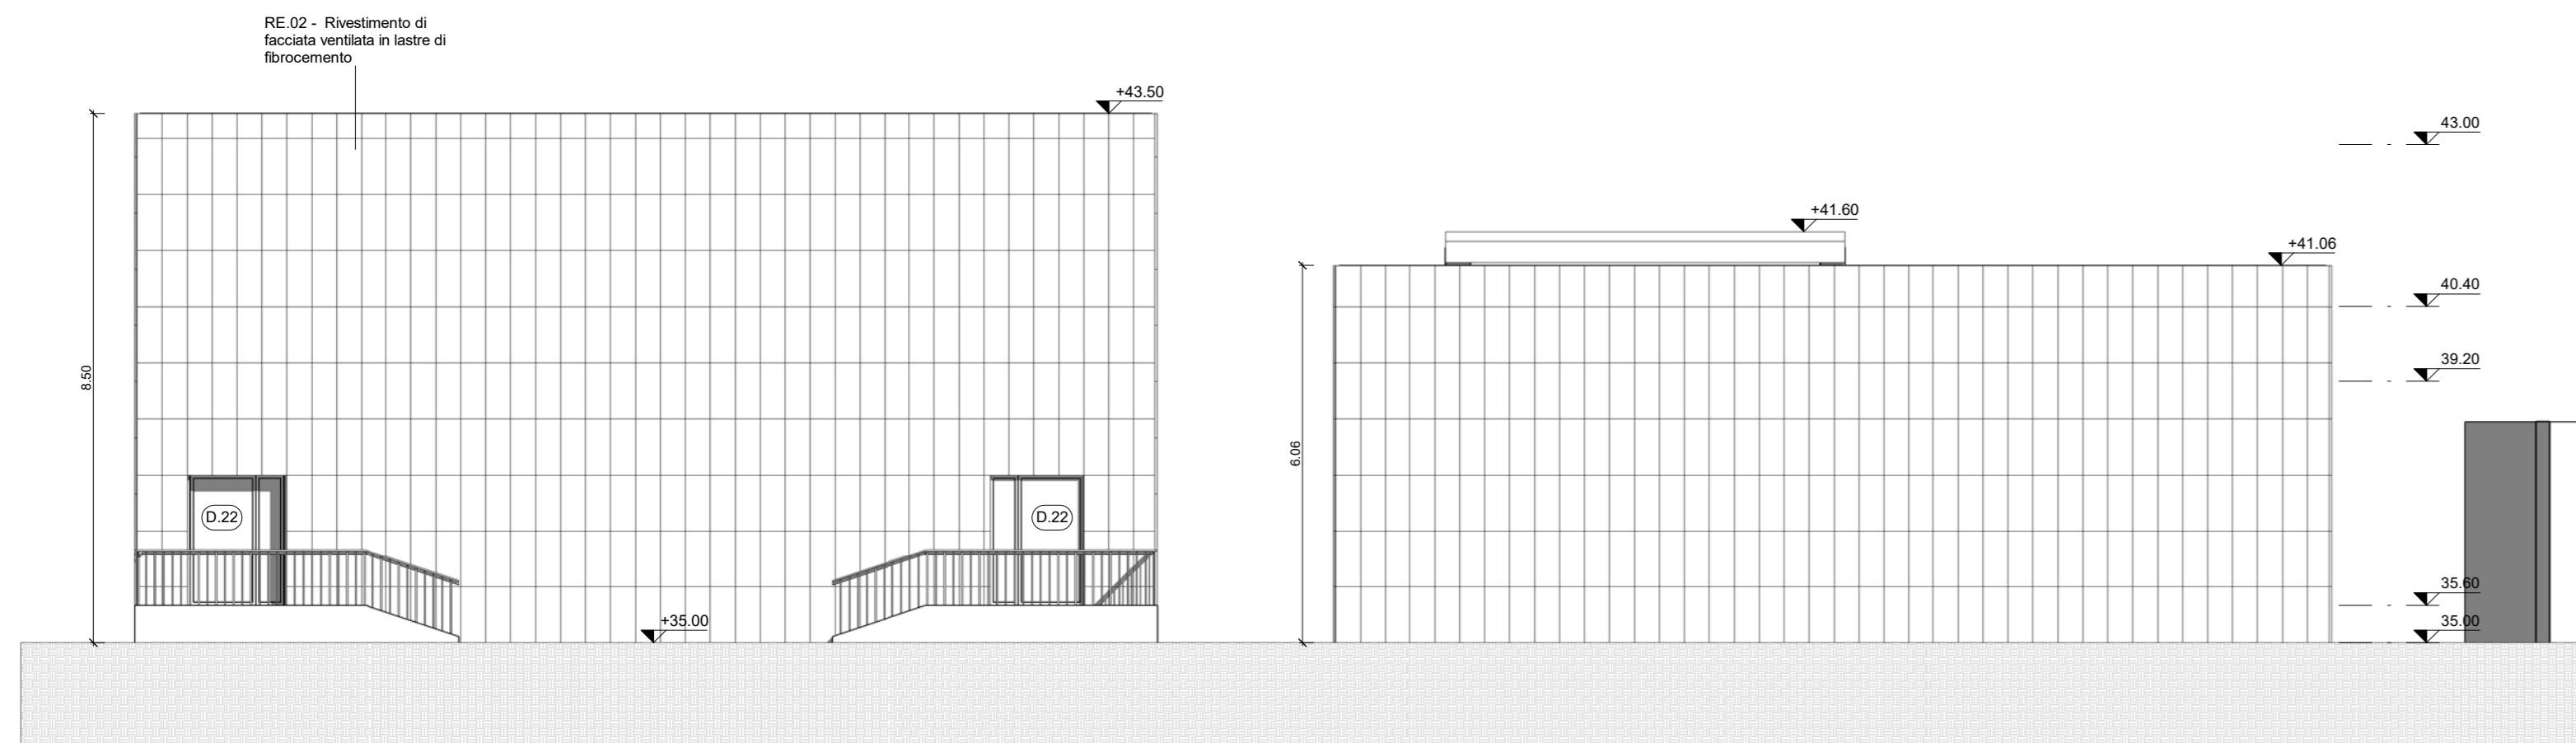 RE.02 - Rivestimento di
facciata ventilata in lastre di
fibrocemento
+43.50
43.00
+41.60
+41.06
40.40
39.20
8.50
6.06
D.22
D.22
35.60
+35.00
35.00